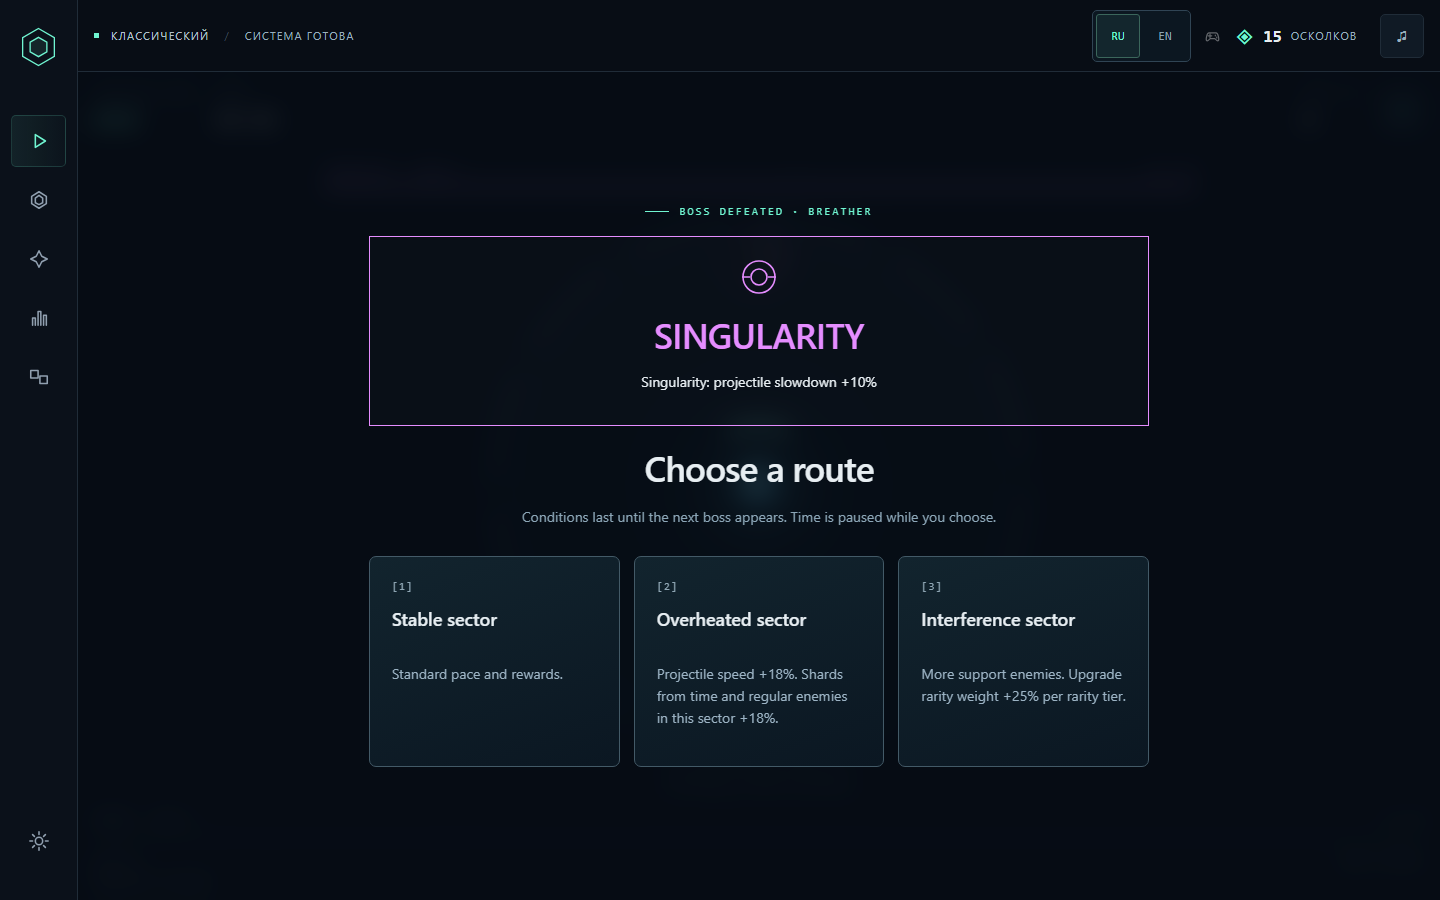 КЛАССИЧЕСКИЙ / СИСТЕМА ГОТОВА
RU EN 15 ОСКОЛКОВ
BOSS DEFEATED · BREATHER
SINGULARITY
Singularity: projectile slowdown +10%
Choose a route
Conditions last until the next boss appears. Time is paused while you choose.
[1]
Stable sector
Standard pace and rewards.
[2]
Overheated sector
Projectile speed +18%. Shards
from time and regular enemies
in this sector +18%.
[3]
Interference sector
More support enemies. Upgrade
rarity weight +25% per rarity tier.